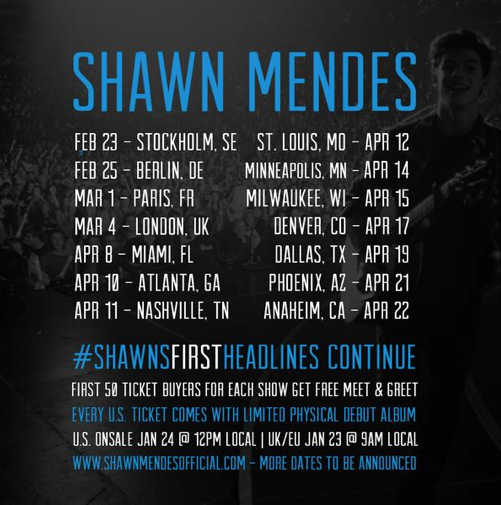 SHAWN MENDES
FEB 23 - STOCKHOLM, SE
FEB 25 - BERLIN, DE
MAR 1 - PARIS, FR
MAR 4 - LONDON, UK
APR 8 - MIAMI, FL
APR 10 - ATLANTA, GA
APR 11 - NASHVILLE, TN
ST. LOUIS, MO - APR 12
MINNEAPOLIS, MN - APR 14
MILWAUKEE, WI - APR 15
DENVER, CO - APR 17
DALLAS, TX - APR 19
PHOENIX, AZ - APR 21
ANAHEIM, CA - APR 22
#SHAWNSFIRSTHEADLINES CONTINUE
FIRST 50 TICKET BUYERS FOR EACH SHOW GET FREE MEET & GREET
EVERY U.S. TICKET COMES WITH LIMITED PHYSICAL DEBUT ALBUM
U.S. ONSALE JAN 24 @ 12PM LOCAL | UK/EU JAN 23 @ 9AM LOCAL
WWW.SHAWNMENDESOFFICIAL.COM - MORE DATES TO BE ANNOUNCED